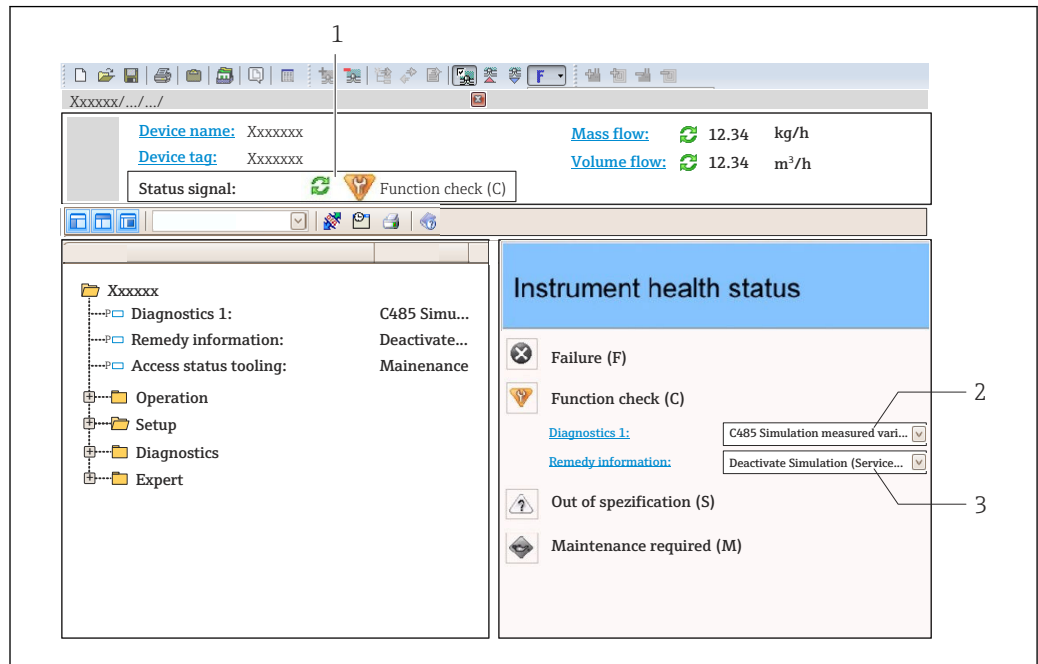 1
F
Xxxxxx/.../.../
Device name: Xxxxxxx
Mass flow: 12.34 kg/h
Device tag: Xxxxxxx
Volume flow: 12.34 m³/h
Status signal: Function check (C)
Xxxxxx
P Diagnostics 1: C485 Simu...
P Remedy information: Deactivate...
P Access status tooling: Mainenance
Operation
Setup
Diagnostics
Expert
Instrument health status
Failure (F)
Function check (C)
2
Diagnostics 1: C485 Simulation measured vari...
Remedy information: Deactivate Simulation (Service...
Out of spezification (S)
3
Maintenance required (M)